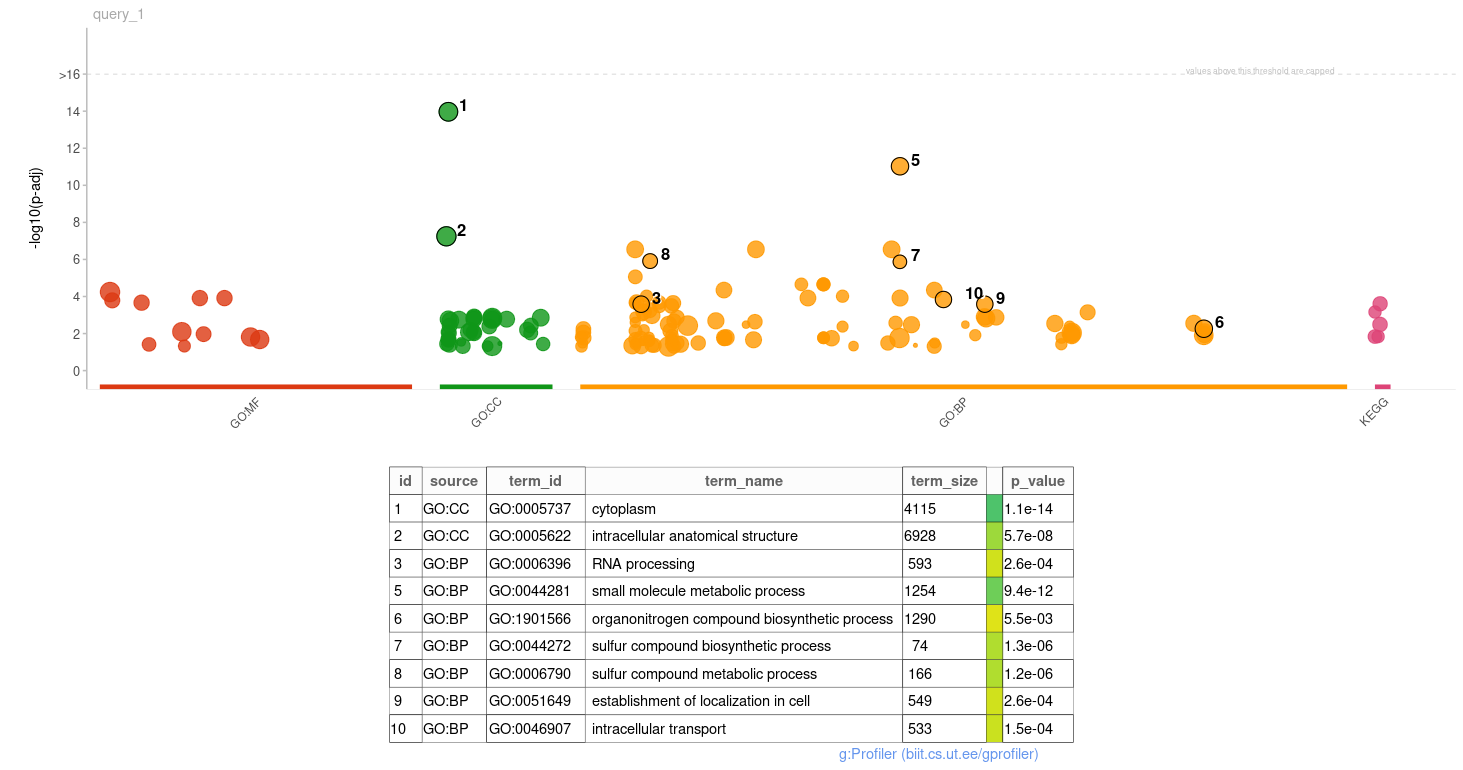 query_1
values above this threshold are capped
>16
14
12
10
8
6
4
2
0
-log10(p-adj)
1
2
3
5
6
7
8
9
10
GO:MF
GO:CC
GO:BP
KEGG
id source term_id term_name term_size p_value
1 GO:CC GO:0005737 cytoplasm 4115 1.1e-14
2 GO:CC GO:0005622 intracellular anatomical structure 6928 5.7e-08
3 GO:BP GO:0006396 RNA processing 593 2.6e-04
5 GO:BP GO:0044281 small molecule metabolic process 1254 9.4e-12
6 GO:BP GO:1901566 organonitrogen compound biosynthetic process 1290 5.5e-03
7 GO:BP GO:0044272 sulfur compound biosynthetic process 74 1.3e-06
8 GO:BP GO:0006790 sulfur compound metabolic process 166 1.2e-06
9 GO:BP GO:0051649 establishment of localization in cell 549 2.6e-04
10 GO:BP GO:0046907 intracellular transport 533 1.5e-04
g:Profiler (biit.cs.ut.ee/gprofiler)